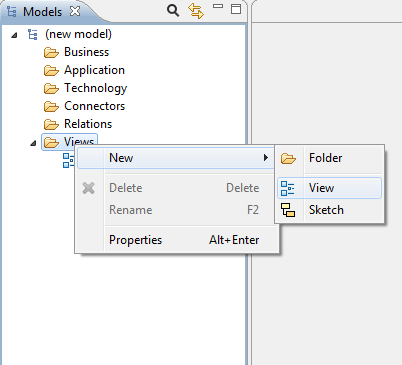 Models
(new model)
Business
Application
Technology
Connectors
Relations
Views
New
Folder
Delete Delete
View
Rename F2
Sketch
Properties Alt+Enter